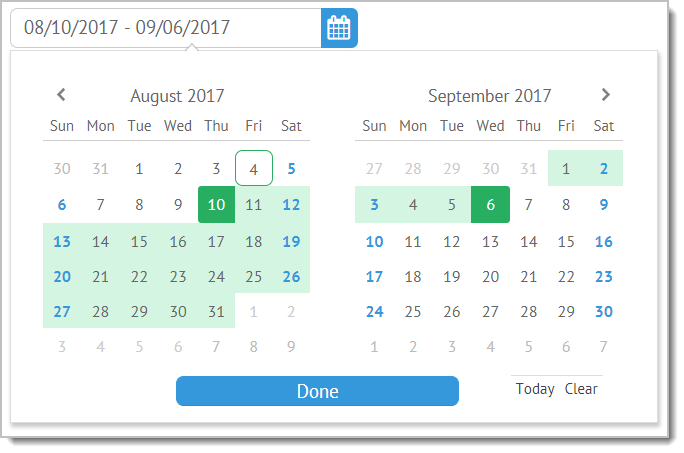 08/10/2017 - 09/06/2017
August 2017
Sun Mon Tue Wed Thu Fri Sat
30 31 1 2 3 4 5
6 7 8 9 10 11 12
13 14 15 16 17 18 19
20 21 22 23 24 25 26
27 28 29 30 31 1 2
3 4 5 6 7 8 9
September 2017
Sun Mon Tue Wed Thu Fri Sat
27 28 29 30 31 1 2
3 4 5 6 7 8 9
10 11 12 13 14 15 16
17 18 19 20 21 22 23
24 25 26 27 28 29 30
1 2 3 4 5 6 7
Done
Today Clear